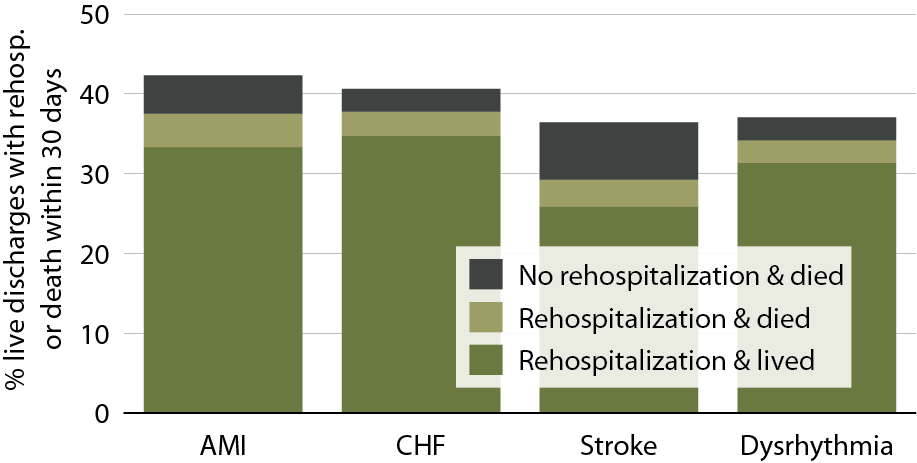 % live discharges with rehosp.
or death within 30 days
50
40
30
20
10
0
No rehospitalization & died
Rehospitalization & died
Rehospitalization & lived
AMI
CHF
Stroke
Dysrhythmia